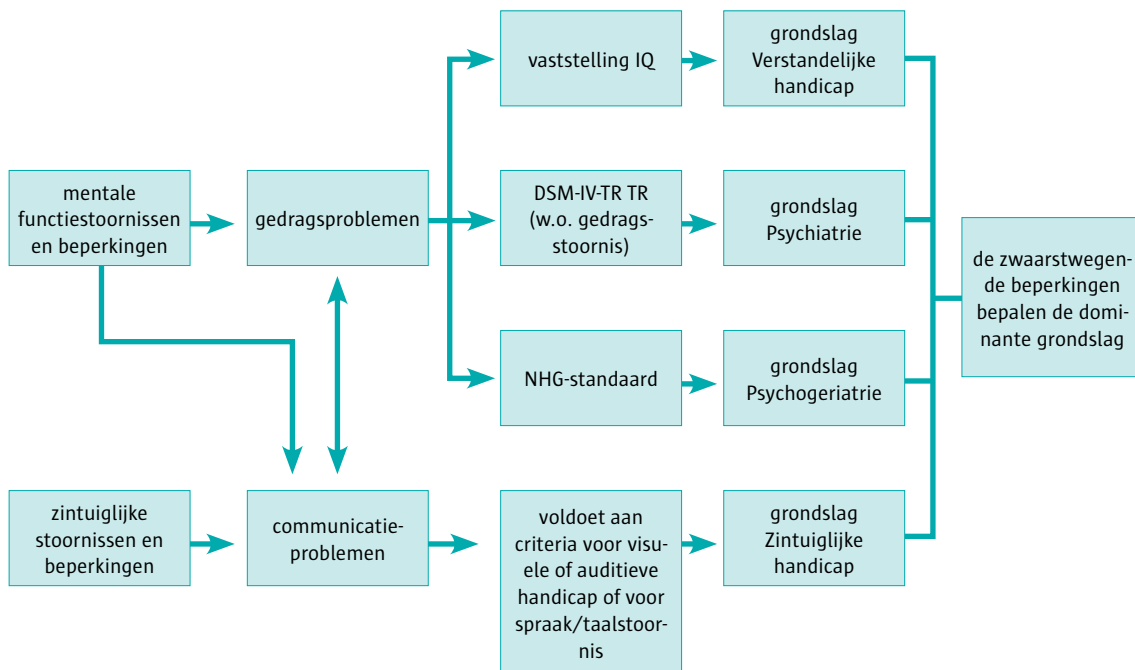 vaststelling IQ
grondslag
Verstandelijke
handicap
mentale
functiestoornissen
en beperkingen
gedragsproblemen
DSM-IV-TR TR
(w.o. gedrags-
stoornis)
grondslag
Psychiatrie
de zwaarstwegen-
de beperkingen
bepalen de domi-
nante grondslag
NHG-standaard
grondslag
Psychogeriatrie
zintuiglijke
stoornissen en
beperkingen
communicatie-
problemen
voldoet aan
criteria voor visu-
ele of auditieve
handicap of voor
spraak/taalstoor-
nis
grondslag
Zintuiglijke
handicap